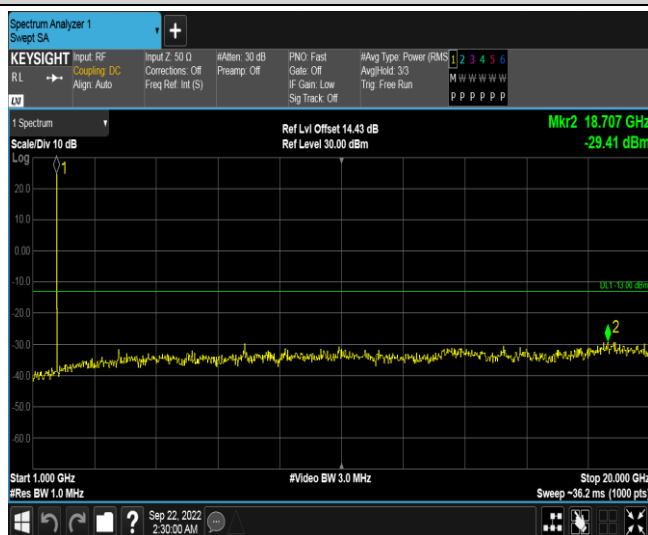 Spectrum Analyzer 1
Swept SA
+
KEYSIGHT
RL
Input: RF
Coupling: DC
Align: Auto
Input Z: 50 Ω
Corrections: Off
Freq Ref: Int (S)
#Atten: 30 dB
Preamp: Off
PNO: Fast
Gate: Off
IF Gain: Low
Sig Track: Off
#Avg Type: Power (RMS
Avg|Hold: 3/3
Trig: Free Run
1 2 3 4 5 6
M W W W W W
P P P P P P
LXI
1 Spectrum
Scale/Div 10 dB
Ref Lvl Offset 14.43 dB
Ref Level 30.00 dBm
Mkr2 18.707 GHz
-29.41 dBm
Log
1
20.0
10.0
0.00
-10.0
DL1 -13.00 dBm
-20.0
2
-30.0
-40.0
-50.0
-60.0
Start 1.000 GHz
#Video BW 3.0 MHz
Stop 20.000 GHz
#Res BW 1.0 MHz
Sweep ~36.2 ms (1000 pts)
?
Sep 22, 2022
2:30:00 AM